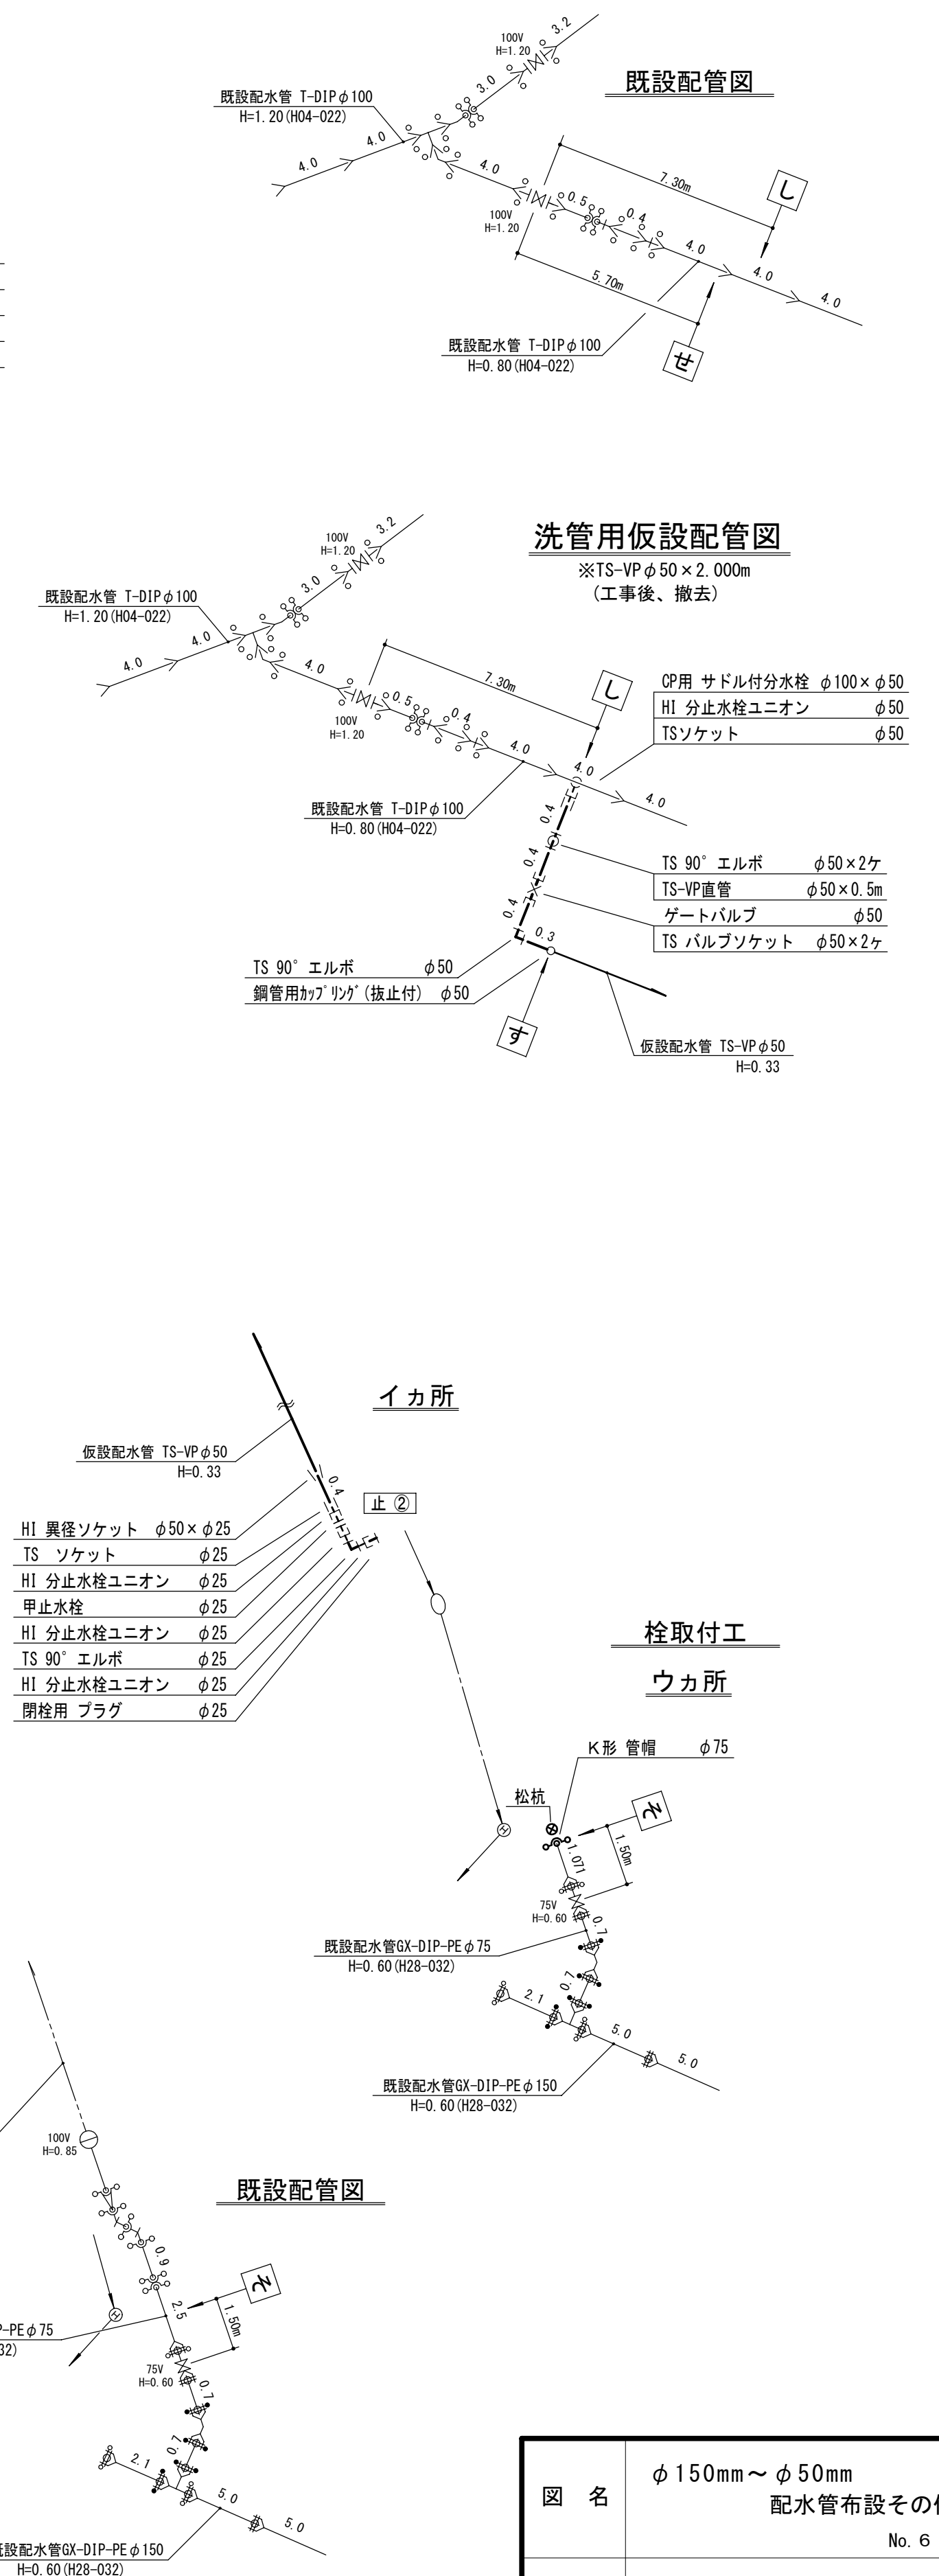 既設配管図
100V
H=1.20
3.2
3.0
既設配水管 T-DIPφ100
H=1.20(H04-022)
4.0
4.0
4.0
100V
H=1.20
0.5
0.4
7.30m
し
4.0
4.0
4.0
5.70m
せ
既設配水管 T-DIPφ100
H=0.80(H04-022)
洗管用仮設配管図
※TS-VPφ50×2.000m
(工事後、撤去)
100V
H=1.20
3.2
3.0
既設配水管 T-DIPφ100
H=1.20(H04-022)
4.0
4.0
4.0
100V
H=1.20
0.5
0.4
7.30m
し
4.0
4.0
4.0
CP用 サドル付分水栓 φ100×φ50
HI 分止水栓ユニオン φ50
TSソケット φ50
既設配水管 T-DIPφ100
H=0.80(H04-022)
0.4
0.4
0.4
0.3
TS 90°エルボ φ50×2ケ
TS-VP直管 φ50×0.5m
ゲートバルブ φ50
TS バルブソケット φ50×2ヶ
TS 90°エルボ φ50
鋼管用カップリング(抜止付) φ50
す
仮設配水管 TS-VPφ50
H=0.33
イヵ所
仮設配水管 TS-VPφ50
H=0.33
0.4
止 ②
HI 異径ソケット φ50×φ25
TS ソケット φ25
HI 分止水栓ユニオン φ25
甲止水栓 φ25
HI 分止水栓ユニオン φ25
TS 90°エルボ φ25
HI 分止水栓ユニオン φ25
閉栓用 プラグ φ25
栓取付工
ウヵ所
K形 管帽 φ75
松杭
H
そ
1.071
1.50m
75V
H=0.60
0.7
既設配水管GX-DIP-PEφ75
H=0.60(H28-032)
0.7
2.1
5.0
5.0
既設配水管GX-DIP-PEφ150
H=0.60(H28-032)
100V
H=0.85
既設配管図
0.9
H
そ
2.5
1.50m
P-PEφ75
32)
75V
H=0.60
0.7
0.7
2.1
5.0
5.0
既設配水管GX-DIP-PEφ150
H=0.60(H28-032)
図 名
φ150mm～φ50mm
配水管布設その
No. 6